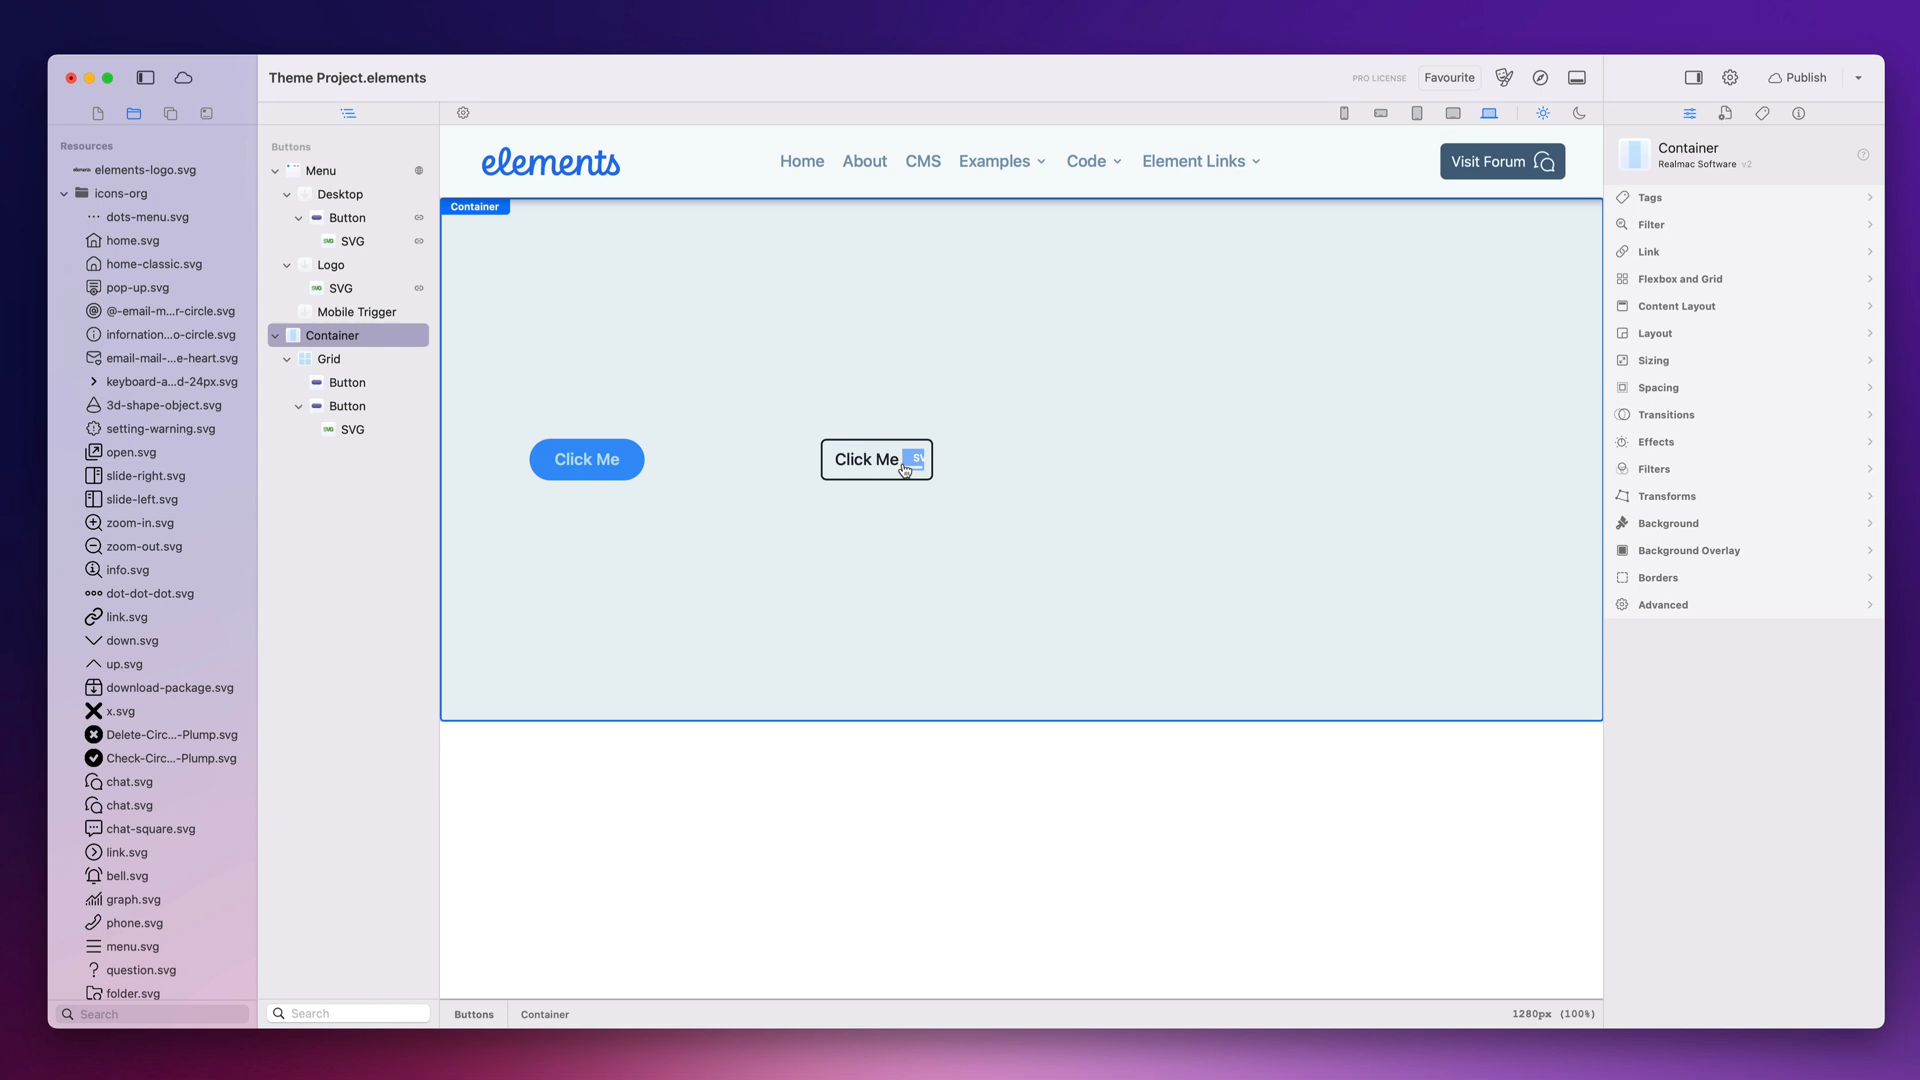 Theme Project.elements
PRO LICENSE
Favourite
Publish
Resources
elements-logo.svg
icons-org
dots-menu.svg
home.svg
home-classic.svg
pop-up.svg
@-email-m...r-circle.svg
infornation...o-circle.svg
email-mail-...e-heart.svg
keyboard-a...d-24px.svg
3d-shape-object.svg
setting-warning.svg
open.svg
slide-right.svg
slide-left.svg
zoom-in.svg
zoom-out.svg
info.svg
dot-dot-dot.svg
link.svg
down.svg
up.svg
download-package.svg
x.svg
Delete-Circ...-Plump.svg
Check-Circ...-Plump.svg
chat.svg
chat.svg
chat-square.svg
link.svg
bell.svg
graph.svg
phone.svg
menu.svg
question.svg
folder.svg
Search
Buttons
Menu
Desktop
Button
SVG
SVG
Logo
SVG
SVG
Mobile Trigger
Container
Grid
Button
Button
SVG
SVG
Search
elements
Home
About
CMS
Examples
Code
Element Links
Visit Forum
Container
Click Me
Click Me
SV
Buttons
Container
1280px (100%)
Container
Realmac Software v2
Tags
Filter
Link
Flexbox and Grid
Content Layout
Layout
Sizing
Spacing
Transitions
Effects
Filters
Transforms
Background
Background Overlay
Borders
Advanced